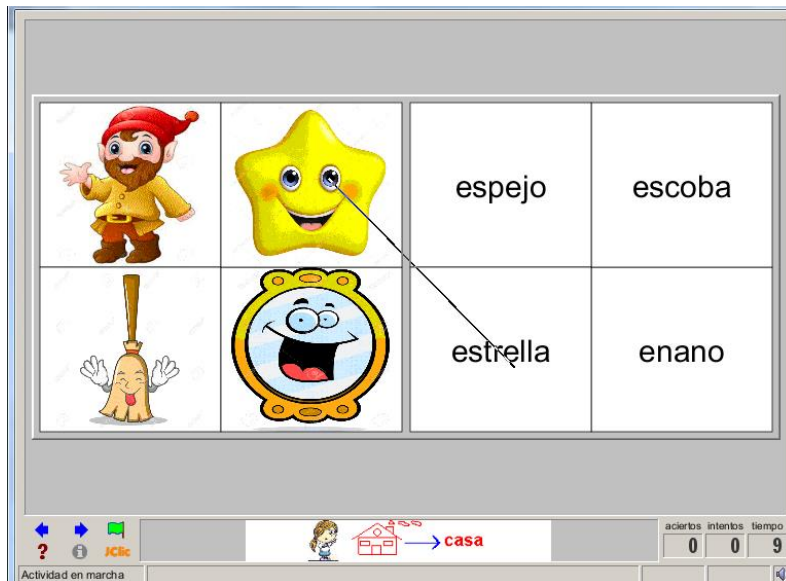 espejo escoba
estrella enano
casa
aciertos intentos tiempo
0 0 9
? i JClic
Actividad en marcha